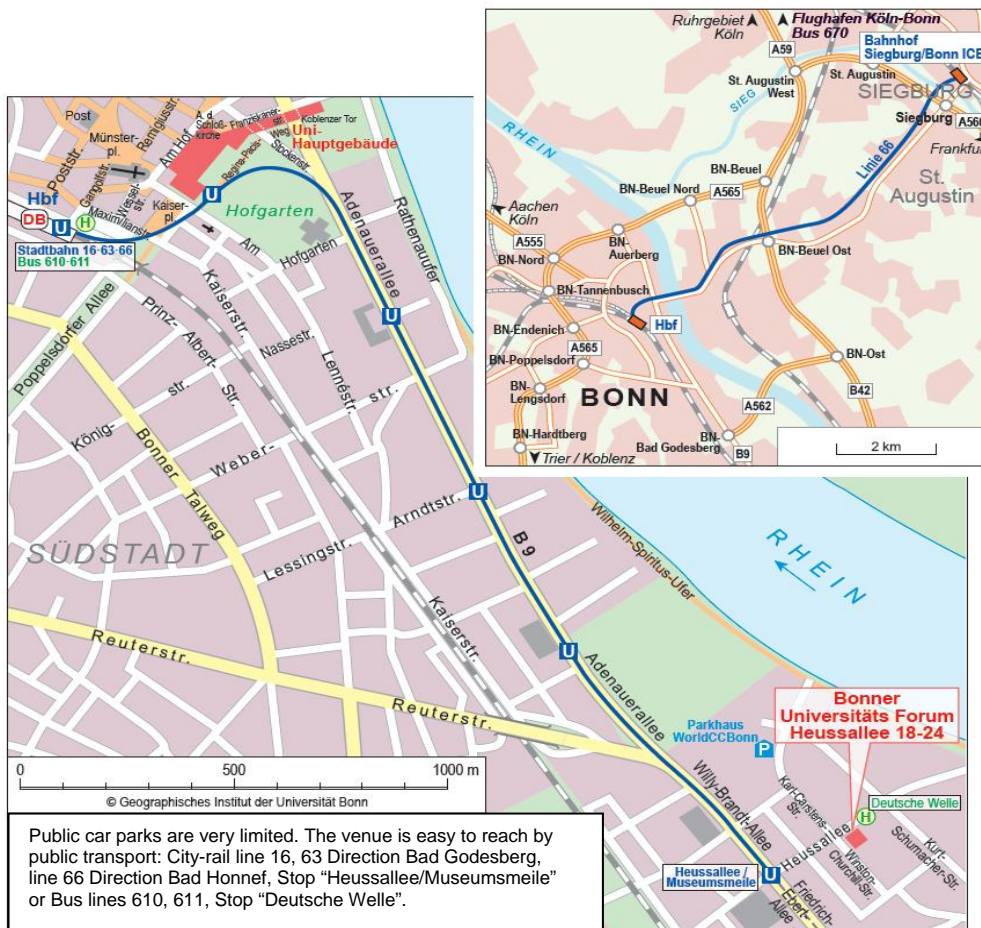 Ruhrgebiet
Köln
Flughafen Köln-Bonn
Bus 670
A59
Bahnhof
Siegburg/Bonn ICE
St. Augustin
West
St. Augustin
SIEG
SIEGBURG
Siegburg
A560
Frankfurt
RHEIN
Linie 66
St.
Augustin
BN-Beuel
BN-Beuel Nord
A565
Aachen
Köln
A555
BN-
Auerberg
BN-Nord
BN-Beuel Ost
BN-Tannenbusch
Hbf
BN-Endenich
A565
BN-Poppelsdorf
BN-Ost
BN-
Lengsdorf
BONN
B42
A562
BN-Hardtberg
BN-
Bad Godesberg
B9
Trier / Koblenz
2 km
Post
Münster-
pl.
Remigiusstr.
Am Hof
A. d.
Schloß-
kirche
Franziskaner-
str.
Koblenzer Tor
Uni-
Hauptgebäude
Regina-Pacis-
Weg
Stockenstr.
Poststr.
Gangolfstr.
Wessel-
str.
Kaiser-
pl.
Maximilianstr.
Hbf
DB
U
H
U
Stadtbahn 16·63·66
Bus 610·611
Hofgarten
Am
Hofgarten
Adenauerallee
Rathenauufer
Poppelsdorfer Allee
Kaiserstr.
Prinz-
Albert-
Str.
Nassestr.
Lennéstr.
U
König-
str.
Weber-
str.
Bonner
Talweg
Arndtstr.
U
B 9
Lessingstr.
SÜDSTADT
Wilhelm-Spiritus-Ufer
RHEIN
Kaiserstr.
Reuterstr.
U
Adenauerallee
Reuterstr.
Bonner
Universitäts Forum
Heussallee 18-24
Parkhaus
WorldCCBonn
P
Willy-Brandt-Allee
Karl-Carstens-
Str.
Deutsche Welle
H
Heussallee
Kurt-
Schumacher-Str.
Winston-
Churchill-Str.
Heussallee /
Museumsmeile
U
Friedrich-
Ebert-
Allee
0 500 1000 m
© Geographisches Institut der Universität Bonn
Public car parks are very limited. The venue is easy to reach by
public transport: City-rail line 16, 63 Direction Bad Godesberg,
line 66 Direction Bad Honnef, Stop “Heussallee/Museumsmeile”
or Bus lines 610, 611, Stop “Deutsche Welle”.